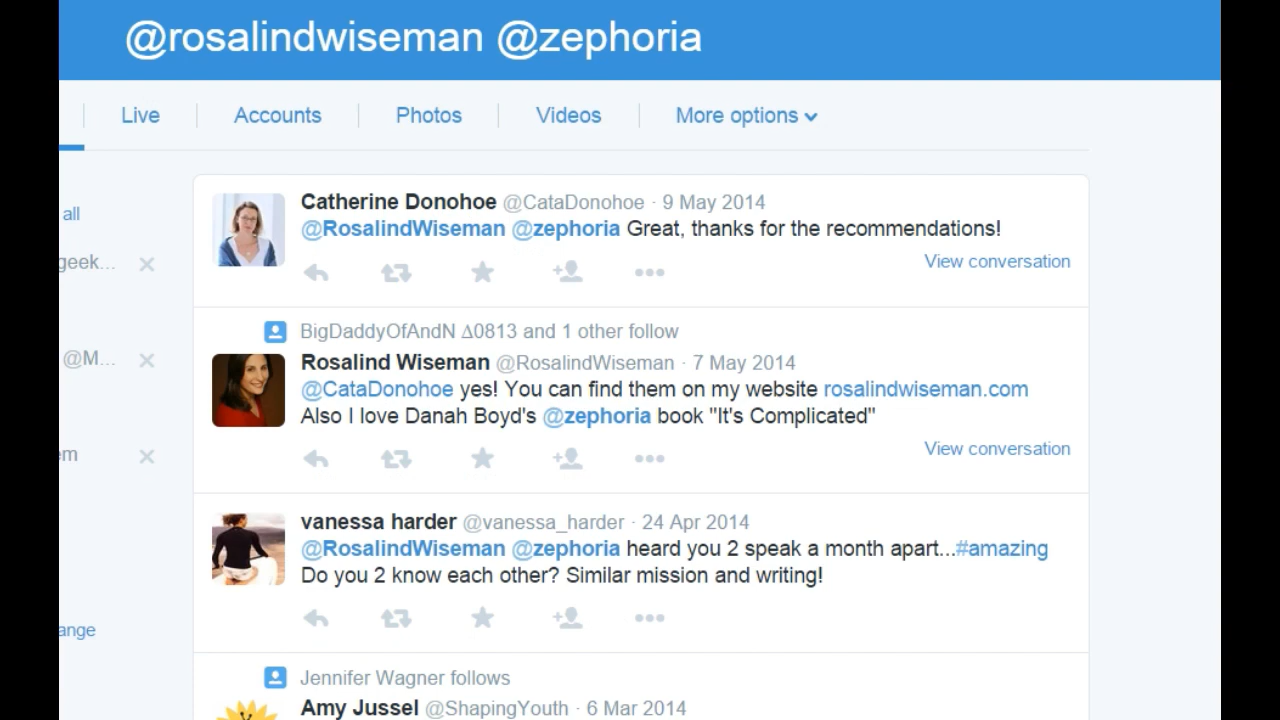 @rosalindwiseman @zephoria
Live Accounts Photos Videos More options
all
geek...
@M...
em
ange
Catherine Donohoe @CataDonohoe · 9 May 2014
@RosalindWiseman @zephoria Great, thanks for the recommendations!
View conversation
BigDaddyOfAndN Δ0813 and 1 other follow
Rosalind Wiseman @RosalindWiseman · 7 May 2014
@CataDonohoe yes! You can find them on my website rosalindwiseman.com
Also I love Danah Boyd's @zephoria book "It's Complicated"
View conversation
vanessa harder @vanessa_harder · 24 Apr 2014
@RosalindWiseman @zephoria heard you 2 speak a month apart...#amazing
Do you 2 know each other? Similar mission and writing!
Jennifer Wagner follows
Amy Jussel @ShapingYouth · 6 Mar 2014